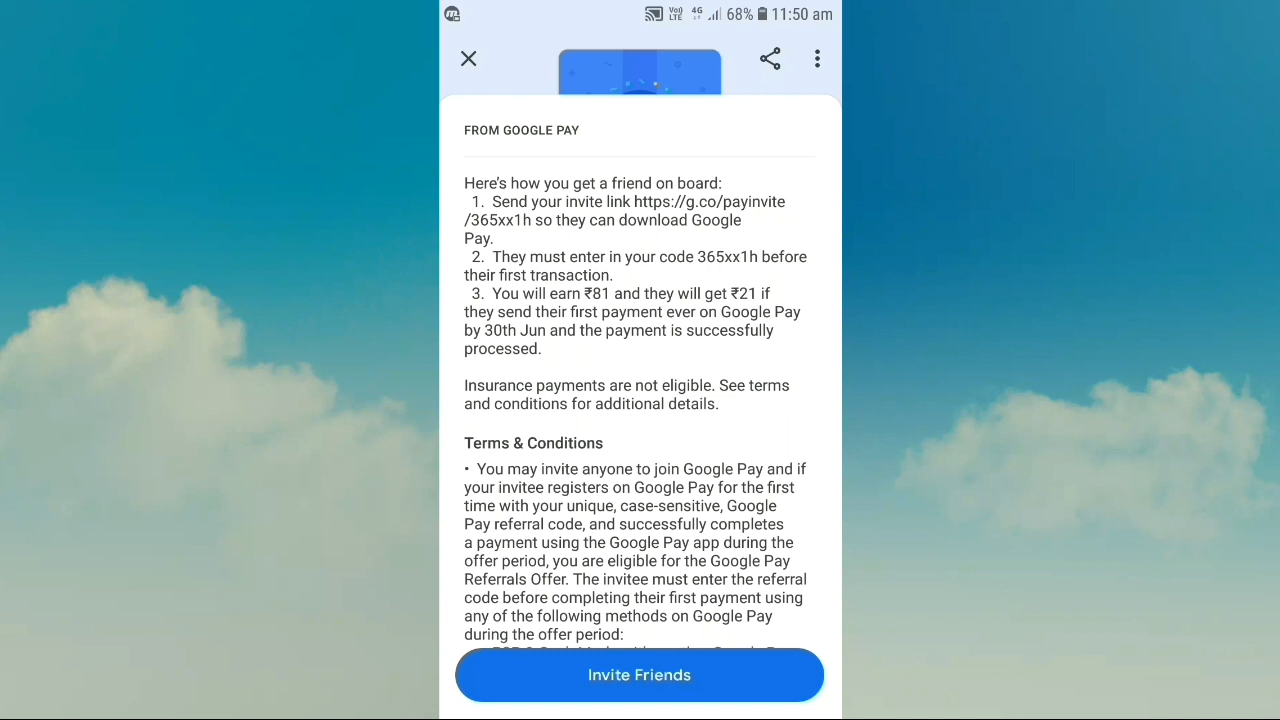 Vo) 4G 68% 11:50 am
LTE
FROM GOOGLE PAY
Here's how you get a friend on board:
1. Send your invite link https://g.co/payinvite
/365xx1h so they can download Google
Pay.
2. They must enter in your code 365xx1h before
their first transaction.
3. You will earn ₹81 and they will get ₹21 if
they send their first payment ever on Google Pay
by 30th Jun and the payment is successfully
processed.
Insurance payments are not eligible. See terms
and conditions for additional details.
Terms & Conditions
• You may invite anyone to join Google Pay and if
your invitee registers on Google Pay for the first
time with your unique, case-sensitive, Google
Pay referral code, and successfully completes
a payment using the Google Pay app during the
offer period, you are eligible for the Google Pay
Referrals Offer. The invitee must enter the referral
code before completing their first payment using
any of the following methods on Google Pay
during the offer period:
Invite Friends